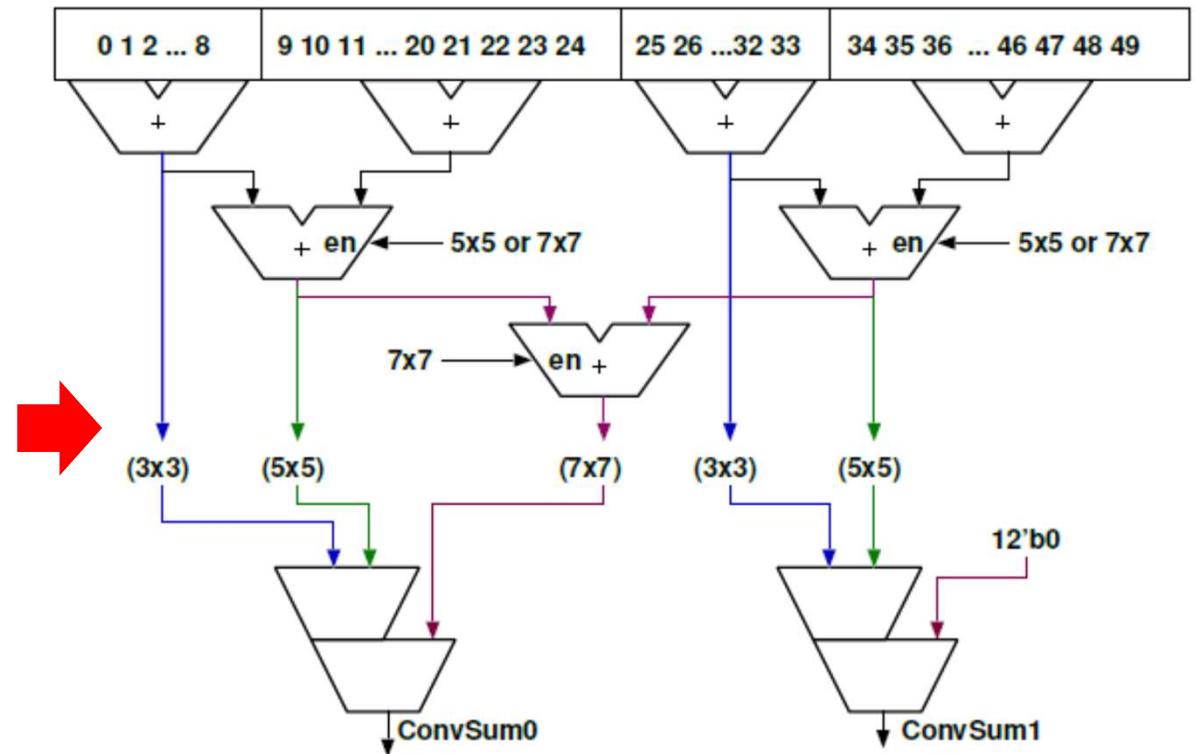 0 1 2 ... 8 9 10 11 ... 20 21 22 23 24 25 26 ...32 33 34 35 36 ... 46 47 48 49
+ + + +
+ en 5x5 or 7x7 + en 5x5 or 7x7
7x7 en +
(3x3) (5x5) (7x7) (3x3) (5x5)
12'b0
ConvSum0 ConvSum1